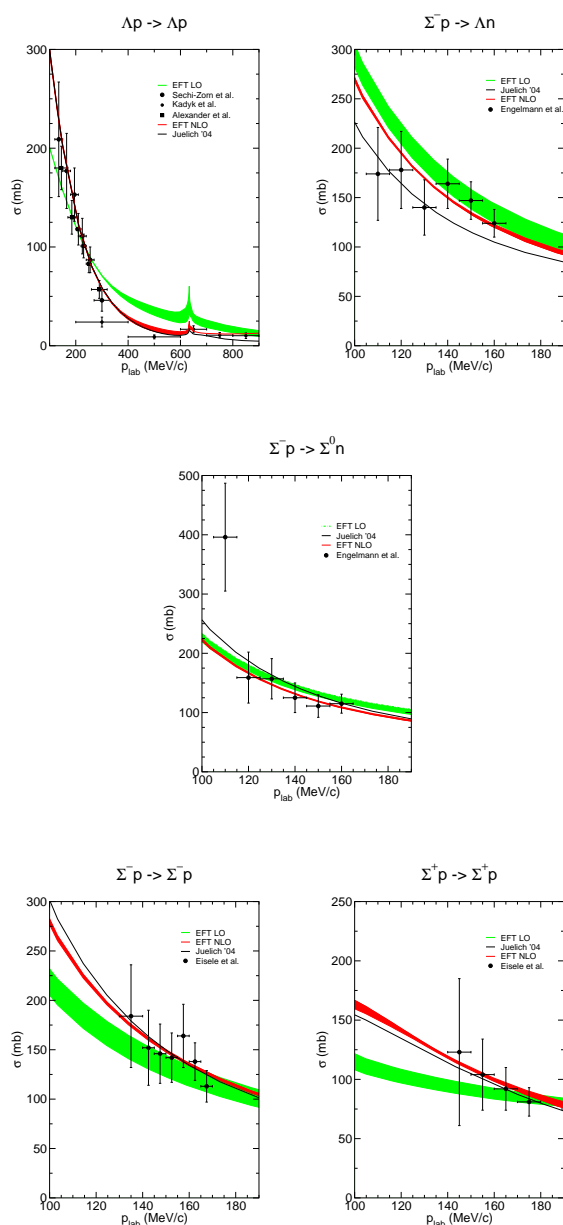 Λp -> Λp
300
200
100
0
σ (mb)
200 400 600 800
p_lab (MeV/c)
EFT LO
Sechi-Zorn et al.
Kadyk et al.
Alexander et al.
EFT NLO
Juelich '04
Σ⁻p -> Λn
300
250
200
150
100
50
0
σ (mb)
100 120 140 160 180
p_lab (MeV/c)
EFT LO
Juelich '04
EFT NLO
Engelmann et al.
Σ⁻p -> Σ⁰n
500
400
300
200
100
0
σ (mb)
100 120 140 160 180
p_lab (MeV/c)
EFT LO
Juelich '04
EFT NLO
Engelmann et al.
Σ⁻p -> Σ⁻p
300
250
200
150
100
50
0
σ (mb)
100 120 140 160 180
p_lab (MeV/c)
EFT LO
EFT NLO
Juelich '04
Eisele et al.
Σ⁺p -> Σ⁺p
250
200
150
100
50
0
σ (mb)
100 120 140 160 180
p_lab (MeV/c)
EFT LO
Juelich '04
EFT NLO
Eisele et al.